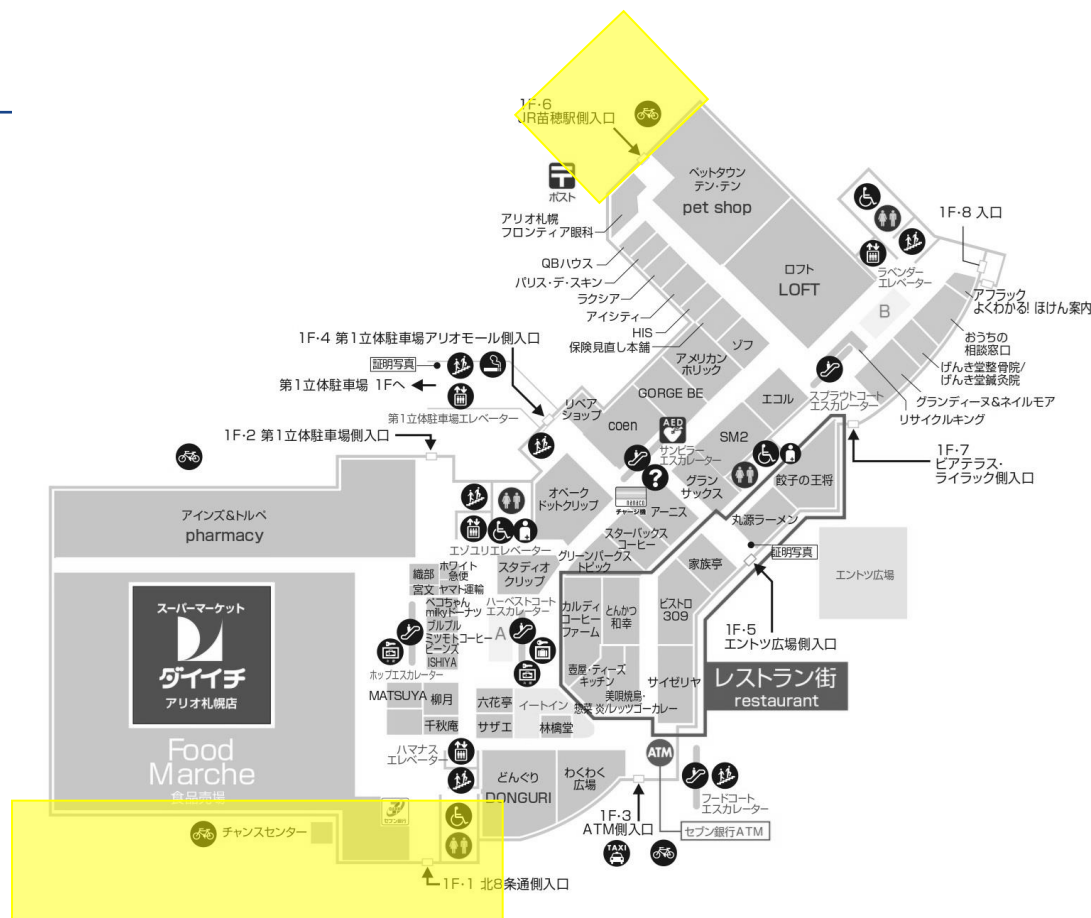 1F・6
JR苗穂駅側入口
ポスト
ペットタウン
テン・テン
pet shop
アリオ札幌
フロンティア眼科
1F・8 入口
QBハウス
パリス・デ・スキン
ラクシア
アイシティ
HIS
保険見直し本舗
ロフト
LOFT
ラベンダー
エレベーター
B
アフラック
よくわかる! ほけん案内
おうちの
相談窓口
げんき堂整骨院/
げんき堂鍼灸院
グランディーヌ&ネイルモア
リサイクルキング
スプラウトコート
エスカレーター
1F・4 第1立体駐車場アリオモール側入口
証明写真
第1立体駐車場 1Fへ
第1立体駐車場エレベーター
1F・2 第1立体駐車場側入口
アメリカン
ホリック
ゾフ
GORGE BE
エコル
リペア
ショップ
coen
AED
サンピラー
エスカレーター
SM2
グラン
サックス
?
nanaco
チャージ機
アーニス
餃子の王将
1F・7
ビアテラス・
ライラック側入口
アインズ&トルペ
pharmacy
オペーク
ドットクリップ
エゾユリエレベーター
スターバックス
コーヒー
グリーンパークス
トピック
丸源ラーメン
家族亭
証明写真
エントツ広場
1F・5
エントツ広場側入口
スタジオ
クリップ
織部
宮文
ホワイト
急便
ヤマト運輸
ペコちゃん
milkyドーナツ
ブルブル
ミツモトコーヒー
ビーンズ
ISHIYA
ハーベストコート
エスカレーター
A
ホップエスカレーター
カルディ
コーヒー
ファーム
とんかつ
和幸
ビストロ
309
壺屋・ティーズ
キッチン
サイゼリヤ
美唄焼鳥・
惣菜 炎/レッツゴーカレー
レストラン街
restaurant
スーパーマーケット
ダイイチ
アリオ札幌店
Food
Marche
食品売場
MATSUYA
柳月
千秋庵
六花亭
サザエ
イートイン
林檎堂
ハマナス
エレベーター
どんぐり
DONGURI
わくわく
広場
ATM
フードコート
エスカレーター
1F・3
ATM側入口
TAXI
セブン銀行ATM
チャンスセンター
セブン銀行
1F・1 北8条通側入口